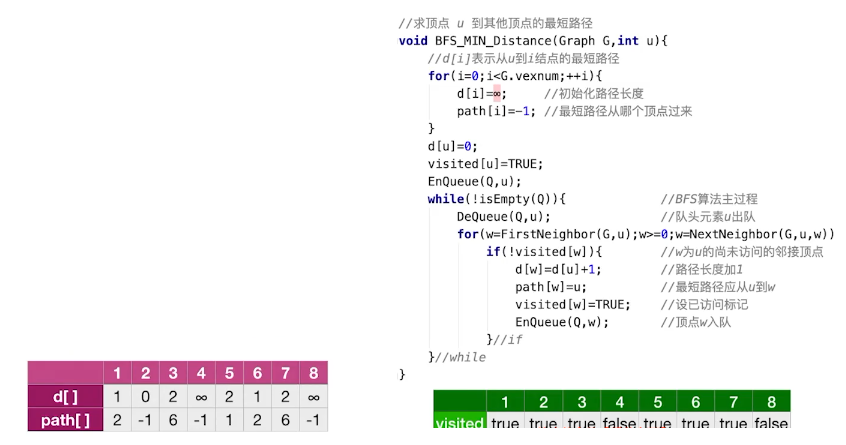 //求顶点 u 到其他顶点的最短路径
void BFS_MIN_Distance(Graph G,int u){
//d[i]表示从u到i结点的最短路径
for(i=0;i<G.vexnum;++i){
d[i]=∞; //初始化路径长度
path[i]=-1; //最短路径从哪个顶点过来
}
d[u]=0;
visited[u]=TRUE;
EnQueue(Q,u);
while(!isEmpty(Q)){ //BFS算法主过程
DeQueue(Q,u); //队头元素u出队
for(w=FirstNeighbor(G,u);w>=0;w=NextNeighbor(G,u,w))
if(!visited[w]){ //w为u的尚未访问的邻接顶点
d[w]=d[u]+1; //路径长度加1
path[w]=u; //最短路径应从u到w
visited[w]=TRUE; //设已访问标记
EnQueue(Q,w); //顶点w入队
}//if
}//while
}
1 2 3 4 5 6 7 8
d[ ] 1 0 2 ∞ 2 1 2 ∞
path[ ] 2 -1 6 -1 1 2 6 -1
1 2 3 4 5 6 7 8
visited true true true false true true true false